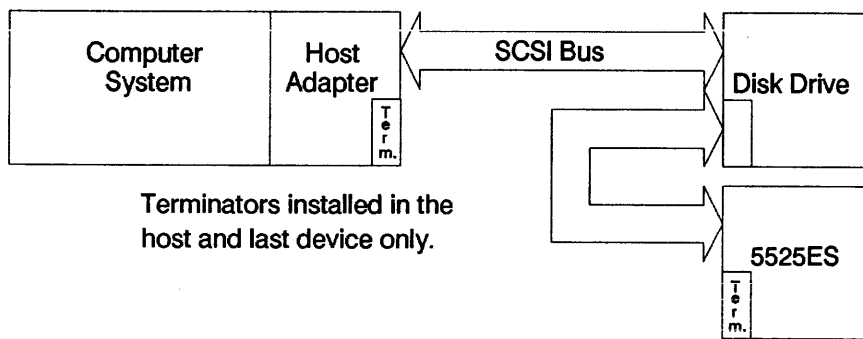 Computer
System
Host
Adapter
Term.
SCSI Bus
Disk Drive
Terminators installed in the
host and last device only.
5525ES
Term.